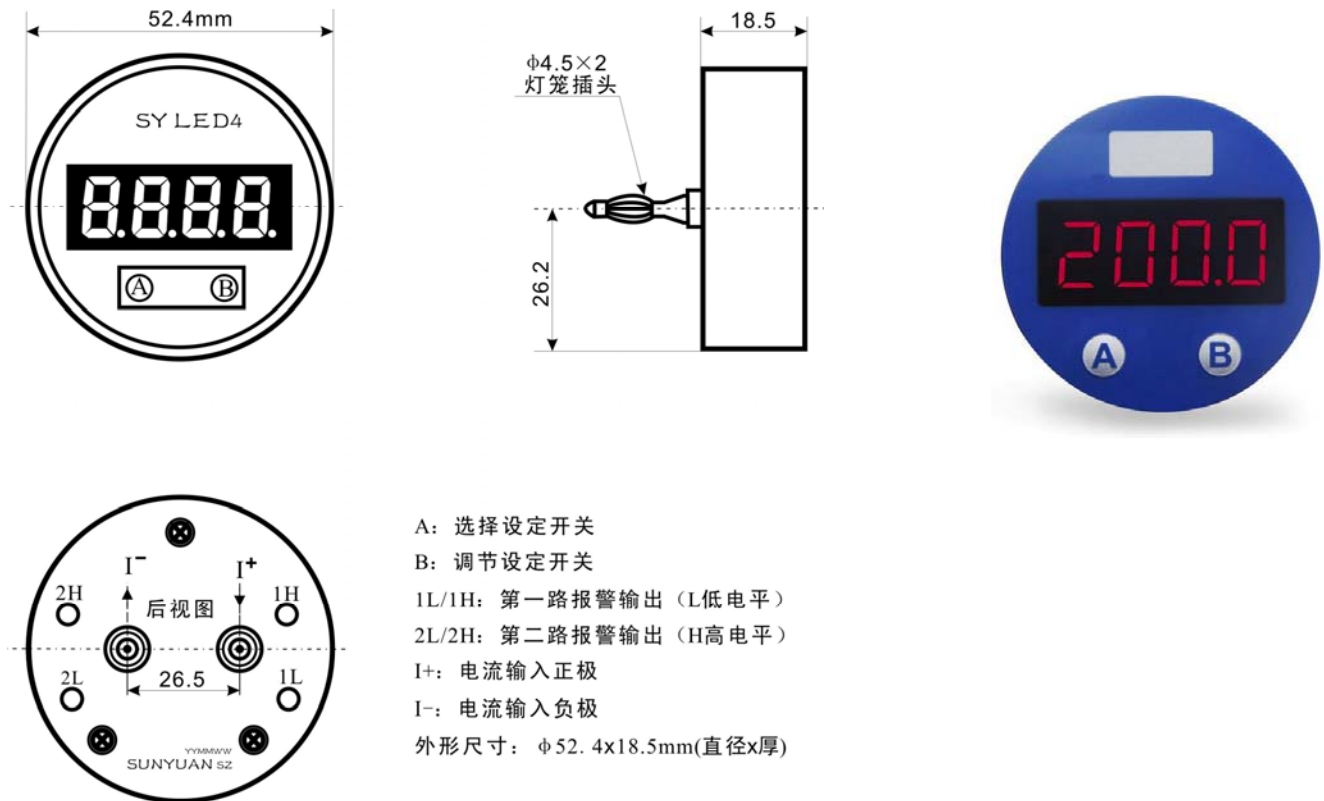 52.4mm
SY LED4
8.8.8.8.
A B
18.5
ф4.5×2
灯笼插头
26.2
200.0
A B
I- I+
2H 后视图 1H
2L 26.5 1L
YYMMWW
SUNYUAN SZ
A: 选择设定开关
B: 调节设定开关
1L/1H: 第一路报警输出（L低电平）
2L/2H: 第二路报警输出（H高电平）
I+: 电流输入正极
I-: 电流输入负极
外形尺寸: ф52.4x18.5mm(直径x厚)